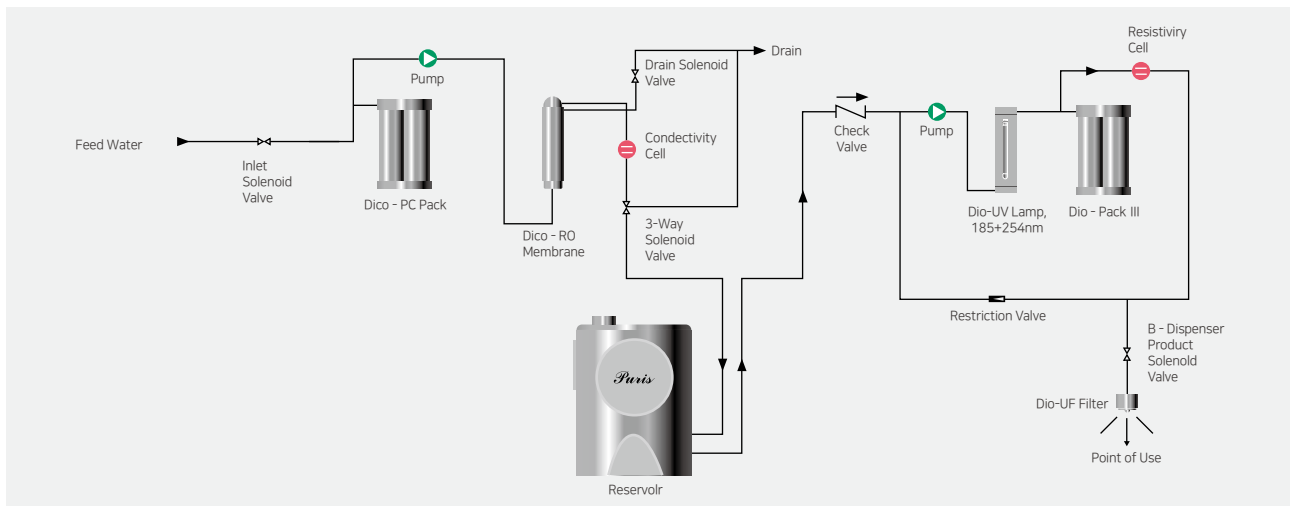 Feed Water
Inlet
Solenoid
Valve
Pump
Dico - PC Pack
Dico - RO
Membrane
Drain Solenoid
Valve
Drain
Condectivity
Cell
3-Way
Solenoid
Valve
Puris
Reservolr
Check
Valve
Pump
Dio-UV Lamp,
185+254nm
Dio - Pack III
Resistiviry
Cell
Restriction Valve
B - Dispenser
Product
Solenold
Valve
Dio-UF Filter
Point of Use